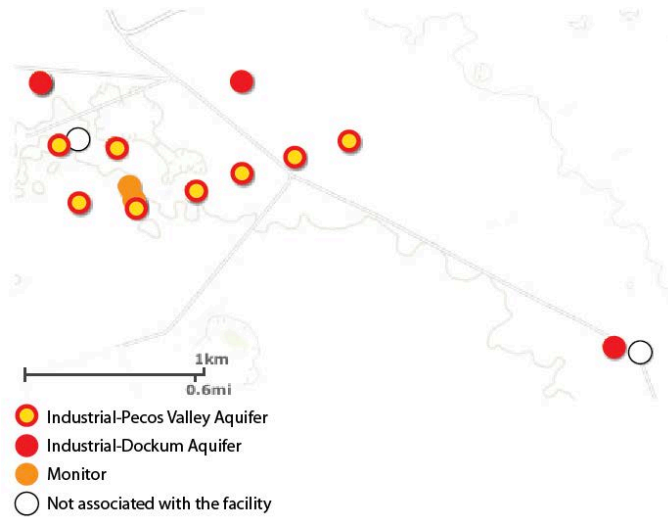 1km
0.6mi
Industrial-Pecos Valley Aquifer
Industrial-Dockum Aquifer
Monitor
Not associated with the facility